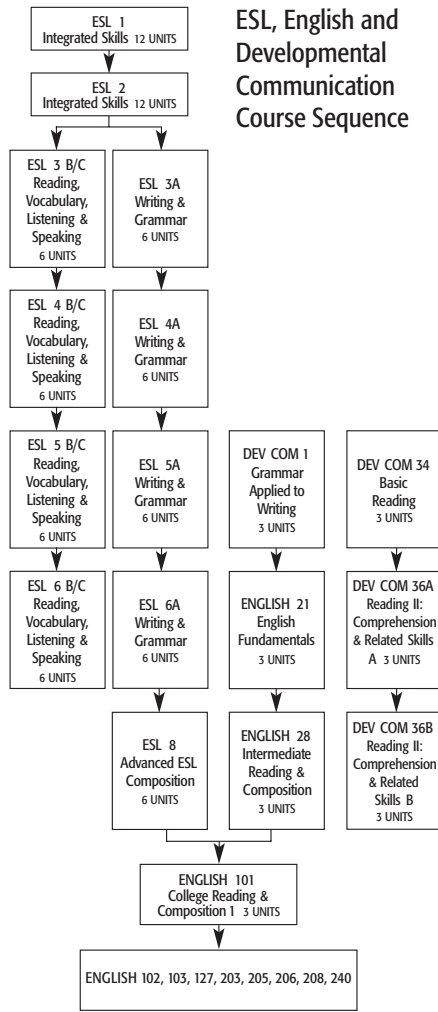 ESL, English and
Developmental
Communication
Course Sequence
ESL 1
Integrated Skills 12 UNITS
ESL 2
Integrated Skills 12 UNITS
ESL 3 B/C
Reading,
Vocabulary,
Listening &
Speaking
6 UNITS
ESL 3A
Writing &
Grammar
6 UNITS
ESL 4 B/C
Reading,
Vocabulary,
Listening &
Speaking
6 UNITS
ESL 4A
Writing &
Grammar
6 UNITS
ESL 5 B/C
Reading,
Vocabulary,
Listening &
Speaking
6 UNITS
ESL 5A
Writing &
Grammar
6 UNITS
DEV COM 1
Grammar
Applied to
Writing
3 UNITS
DEV COM 34
Basic
Reading
3 UNITS
ESL 6 B/C
Reading,
Vocabulary,
Listening &
Speaking
6 UNITS
ESL 6A
Writing &
Grammar
6 UNITS
ENGLISH 21
English
Fundamentals
3 UNITS
DEV COM 36A
Reading II:
Comprehension
& Related Skills
A 3 UNITS
ESL 8
Advanced ESL
Composition
6 UNITS
ENGLISH 28
Intermediate
Reading &
Composition
3 UNITS
DEV COM 36B
Reading II:
Comprehension
& Related
Skills B
3 UNITS
ENGLISH 101
College Reading &
Composition 1 3 UNITS
ENGLISH 102, 103, 127, 203, 205, 206, 208, 240